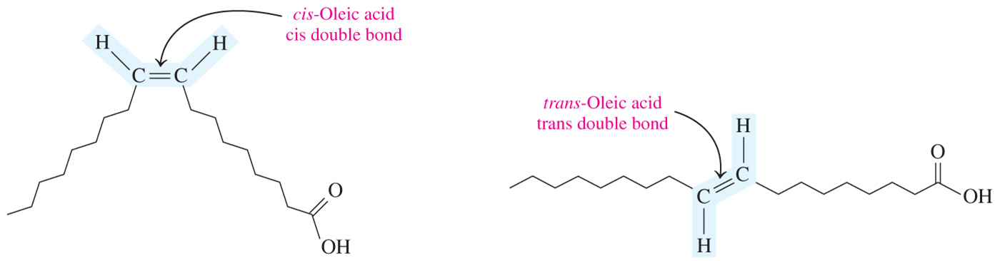 cis-Oleic acid
cis double bond
H H
C=C
O
OH
trans-Oleic acid
trans double bond
H
O
C
C
OH
H